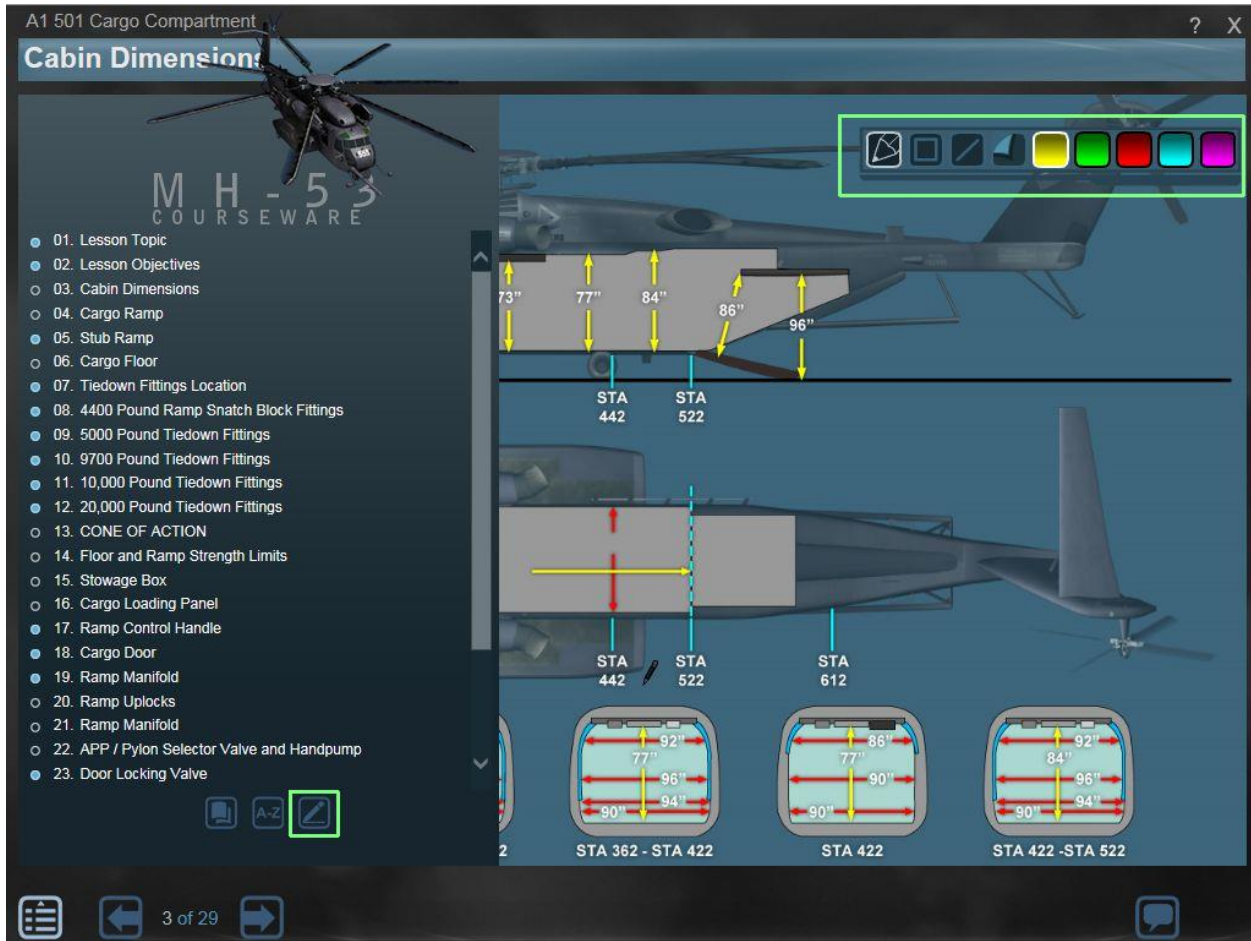 A1 501 Cargo Compartment
? X
Cabin Dimensions
MH-53
COURSEWARE
01. Lesson Topic
02. Lesson Objectives
03. Cabin Dimensions
04. Cargo Ramp
05. Stub Ramp
06. Cargo Floor
07. Tiedown Fittings Location
08. 4400 Pound Ramp Snatch Block Fittings
09. 5000 Pound Tiedown Fittings
10. 9700 Pound Tiedown Fittings
11. 10,000 Pound Tiedown Fittings
12. 20,000 Pound Tiedown Fittings
13. CONE OF ACTION
14. Floor and Ramp Strength Limits
15. Stowage Box
16. Cargo Loading Panel
17. Ramp Control Handle
18. Cargo Door
19. Ramp Manifold
20. Ramp Uplocks
21. Ramp Manifold
22. APP / Pylon Selector Valve and Handpump
23. Door Locking Valve
A-Z
73" 77" 84" 86" 96"
STA 442
STA 522
STA 442
STA 522
STA 612
92"
77"
96"
94"
90"
2 STA 362 - STA 422
86"
77"
90"
90"
STA 422
92"
84"
96"
94"
90"
STA 422 -STA 522
3 of 29